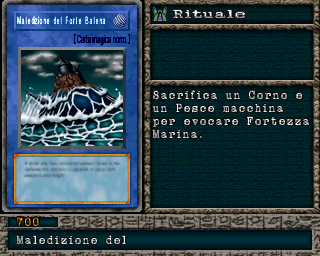 Maledizione del Forte Balena
[Carta magica norm.]
Rituale
Sacrifica un Corno e
un Pesce macchina
per evocare Fortezza
Marina.
700
Maledizione del